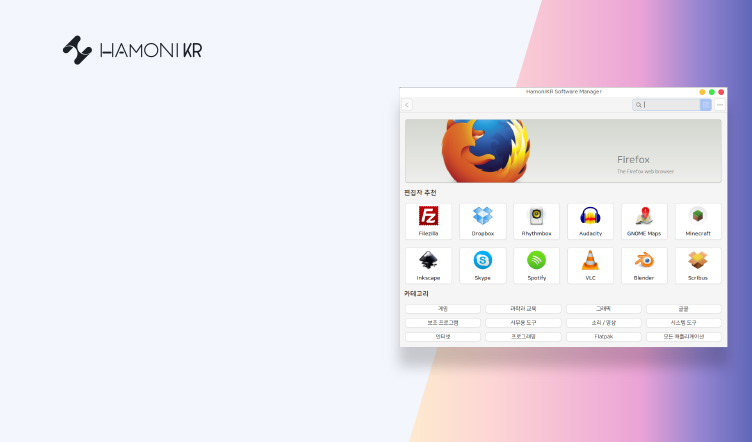 HAMONIKR
HamoniKR Software Manager
Firefox
The Firefox web browser
편집자 추천
Filezilla
Dropbox
Rhythmbox
Audacity
GNOME Maps
Minecraft
Inkscape
Skype
Spotify
VLC
Blender
Scribus
카테고리
게임
과학과 교육
그래픽
글꼴
보조 프로그램
사무용 도구
소리 / 영상
시스템 도구
인터넷
프로그래밍
Flatpak
모든 애플리케이션